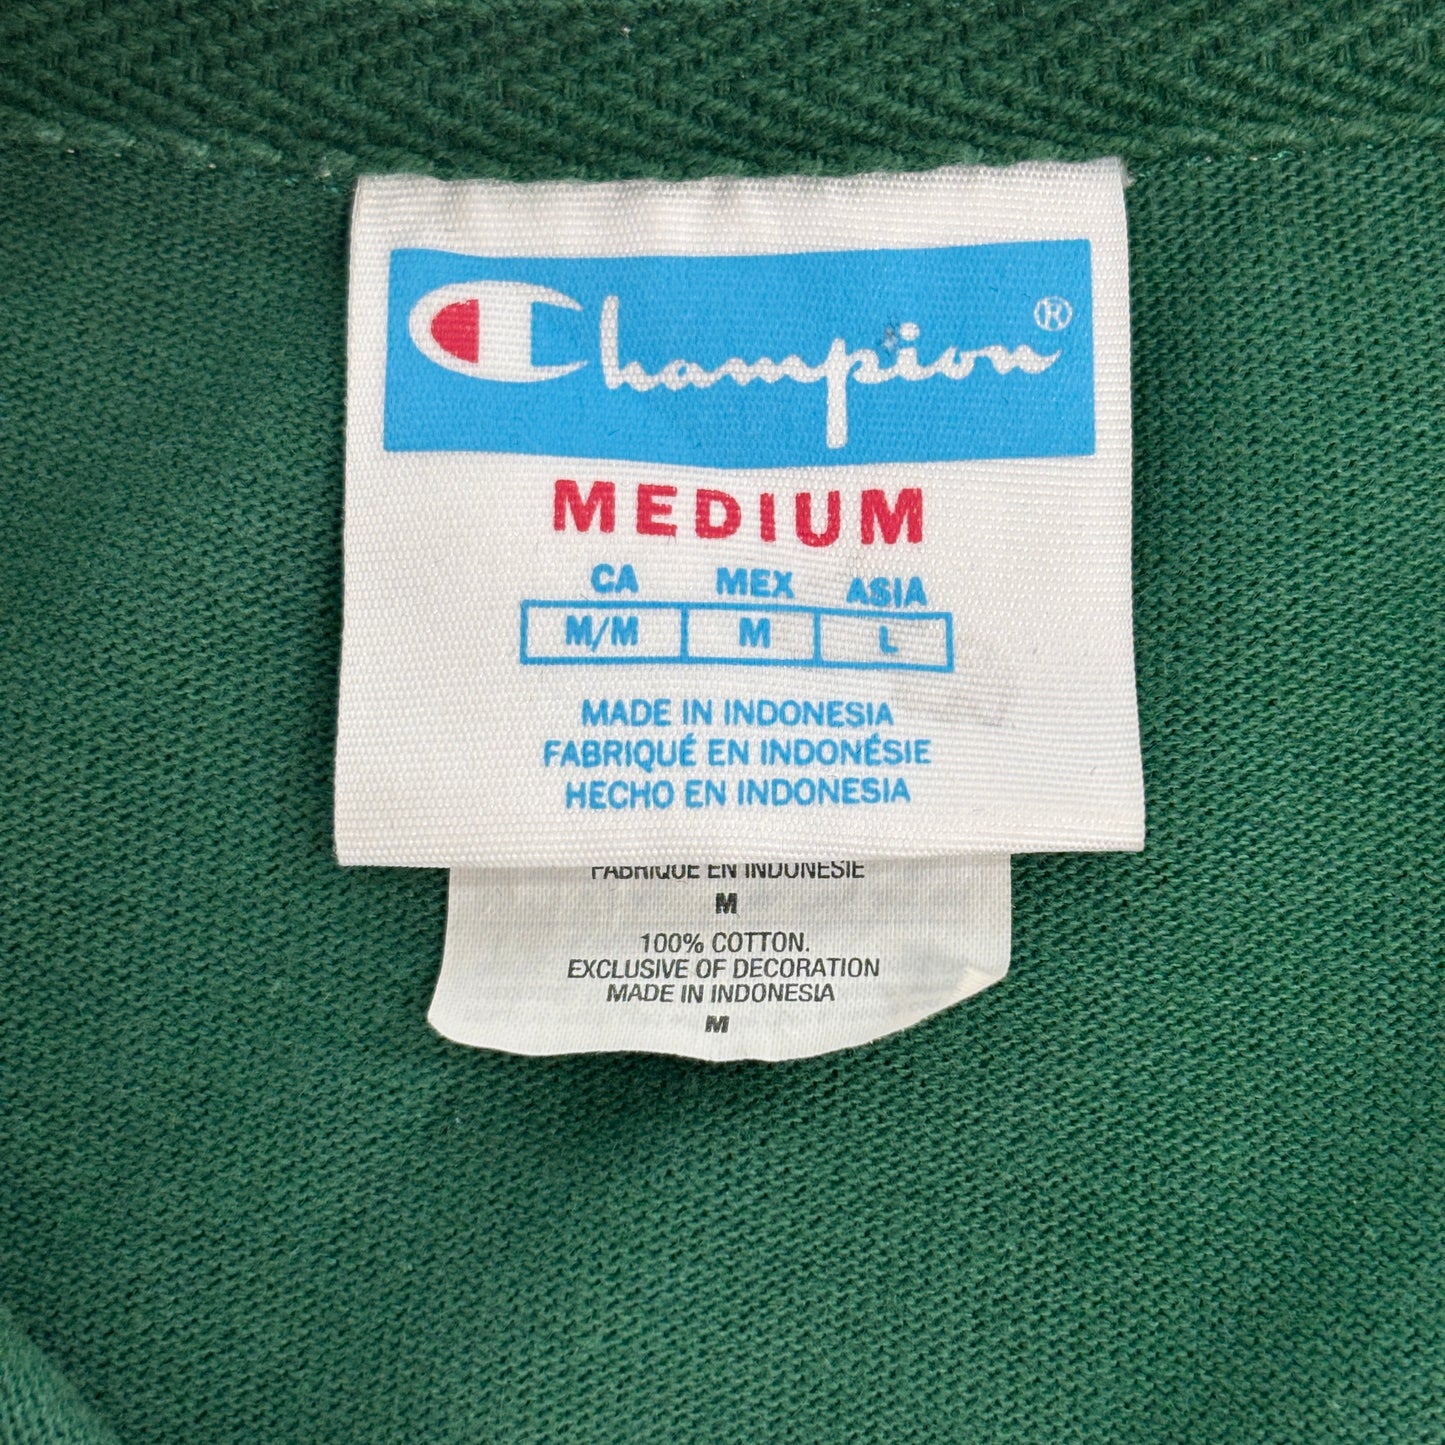 Champion®
MEDIUM
CA MEX ASIA
M/M M L
MADE IN INDONESIA
FABRIQUÉ EN INDONÉSIE
HECHO EN INDONESIA
FABRIQUE EN INDONESIE
M
100% COTTON.
EXCLUSIVE OF DECORATION
MADE IN INDONESIA
M